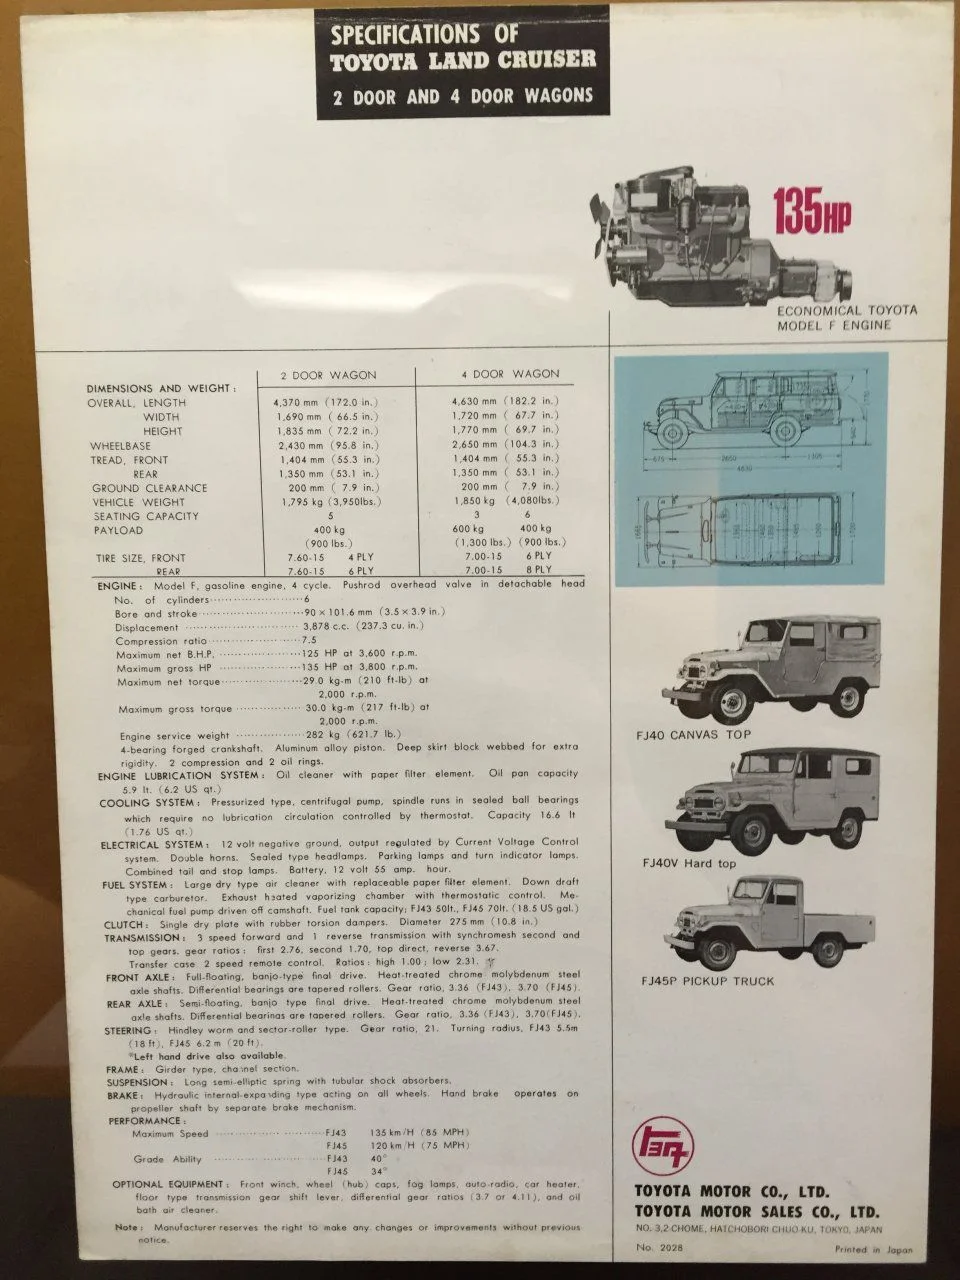 SPECIFICATIONS OF
TOYOTA LAND CRUISER
2 DOOR AND 4 DOOR WAGONS
135HP
ECONOMICAL TOYOTA
MODEL F ENGINE
2 DOOR WAGON 4 DOOR WAGON
DIMENSIONS AND WEIGHT:
OVERALL, LENGTH 4,370 mm (172.0 in.) 4,630 mm (182.2 in.)
WIDTH 1,690 mm ( 66.5 in.) 1,720 mm ( 67.7 in.)
HEIGHT 1,835 mm ( 72.2 in.) 1,770 mm ( 69.7 in.)
WHEELBASE 2,430 mm (95.8 in.) 2,650 mm (104.3 in.)
TREAD, FRONT 1,404 mm (55.3 in.) 1,404 mm ( 55.3 in.)
REAR 1,350 mm (53.1 in.) 1,350 mm ( 53.1 in.)
GROUND CLEARANCE 200 mm ( 7.9 in.) 200 mm ( 7.9 in.)
VEHICLE WEIGHT 1,795 kg (3,950lbs.) 1,850 kg (4,080lbs.)
SEATING CAPACITY 5 3 6
PAYLOAD 400 kg 600 kg 400 kg
(900 lbs.) (1,300 lbs.) (900 lbs.)
TIRE SIZE, FRONT 7.60-15 4 PLY 7.00-15 6 PLY
REAR 7.60-15 6 PLY 7.00-15 8 PLY
ENGINE: Model F, gasoline engine, 4 cycle. Pushrod overhead valve in detachable head
No. of cylinders 6
Bore and stroke 90 × 101.6 mm (3.5 × 3.9 in.)
Displacement 3,878 c.c. (237.3 cu. in.)
Compression ratio 7.5
Maximum net B.H.P. 125 HP at 3,600 r.p.m.
Maximum gross HP 135 HP at 3,800 r.p.m.
Maximum net torque 29.0 kg-m (210 ft-lb) at
2,000 r.p.m.
Maximum gross torque 30.0 kg-m (217 ft-lb) at
2,000 r.p.m.
Engine service weight 282 kg (621.7 lb.)
4-bearing forged crankshaft. Aluminum alloy piston. Deep skirt block webbed for extra
rigidity. 2 compression and 2 oil rings.
ENGINE LUBRICATION SYSTEM: Oil cleaner with paper filter element. Oil pan capacity
5.9 lt. (6.2 US qt.)
COOLING SYSTEM: Pressurized type, centrifugal pump, spindle runs in sealed ball bearings
which require no lubrication circulation controlled by thermostat. Capacity 16.6 lt
(1.76 US qt.)
ELECTRICAL SYSTEM: 12 volt negative ground, output regulated by Current Voltage Control
system. Double horns. Sealed type headlamps. Parking lamps and turn indicator lamps.
Combined tail and stop lamps. Battery, 12 volt 55 amp. hour.
FUEL SYSTEM: Large dry type air cleaner with replaceable paper filter element. Down draft
type carburetor. Exhaust heated vaporizing chamber with thermostatic control. Me-
chanical fuel pump driven off camshaft. Fuel tank capacity; FJ43 50lt., FJ45 70lt. (18.5 US gal.)
CLUTCH: Single dry plate with rubber torsion dampers. Diameter 275 mm (10.8 in.)
TRANSMISSION: 3 speed forward and 1 reverse transmission with synchromesh second and
top gears. gear ratios: first 2.76, second 1.70, top direct, reverse 3.67.
Transfer case 2 speed remote control. Ratios: high 1.00; low 2.31.
FRONT AXLE: Full-floating, banjo-type final drive. Heat-treated chrome molybdenum steel
axle shafts. Differential bearings are tapered rollers. Gear ratio, 3.36 (FJ43), 3.70 (FJ45).
REAR AXLE: Semi-floating, banjo type final drive. Heat-treated chrome molybdenum steel
axle shafts. Differential bearings are tapered rollers. Gear ratio, 3.36 (FJ43), 3.70(FJ45).
STEERING: Hindley worm and sector-roller type. Gear ratio, 21. Turning radius, FJ43 5.5m
(18 ft), FJ45 6.2 m (20 ft).
*Left hand drive also available.
FRAME: Girder type, channel section.
SUSPENSION: Long semi-elliptic spring with tubular shock absorbers.
BRAKE: Hydraulic internal-expanding type acting on all wheels. Hand brake operates on
propeller shaft by separate brake mechanism.
PERFORMANCE:
Maximum Speed FJ43 135 km/H (85 MPH)
FJ45 120 km/H (75 MPH)
Grade Ability FJ43 40°
FJ45 34°
OPTIONAL EQUIPMENT: Front winch, wheel (hub) caps, fog lamps, auto-radio, car heater,
floor type transmission gear shift lever, differential gear ratios (3.7 or 4.11), and oil
bath air cleaner.
Note: Manufacturer reserves the right to make any changes or improvements without previous
notice.
675 2650 1305
4630
FJ40 CANVAS TOP
FJ40V Hard top
FJ45P PICKUP TRUCK
トヨタ
TOYOTA MOTOR CO., LTD.
TOYOTA MOTOR SALES CO., LTD.
NO. 3,2-CHOME, HATCHOBORI CHUO-KU, TOKYO, JAPAN
No. 2028 Printed in Japan